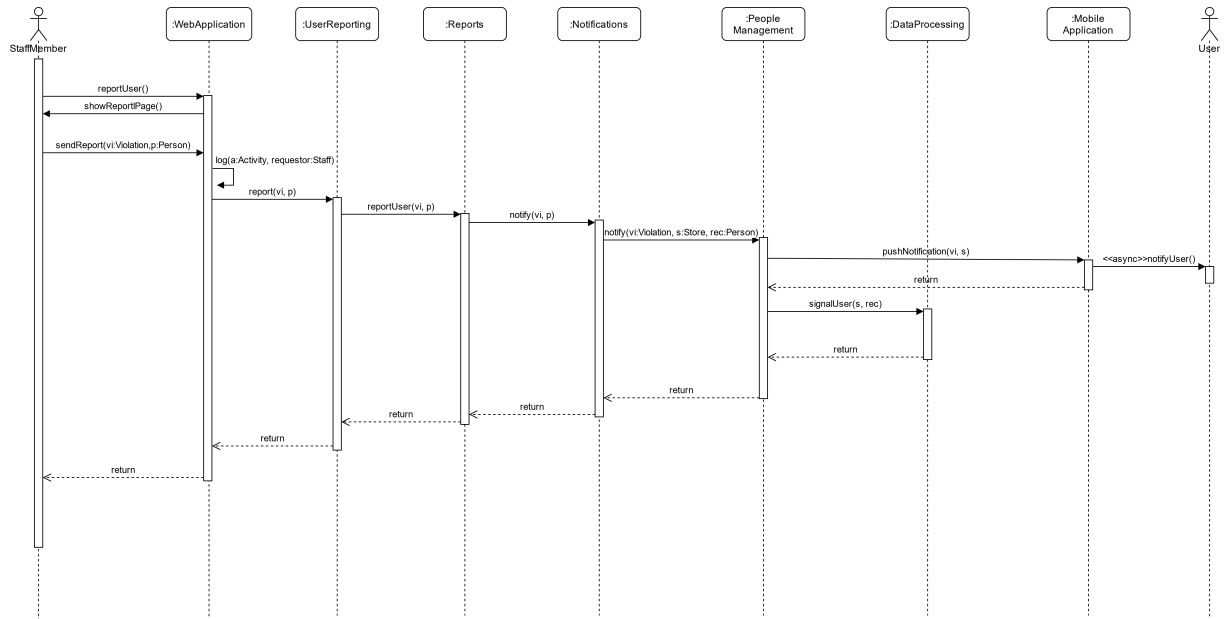 :WebApplication
:UserReporting
:Reports
:Notifications
:People
Management
:DataProcessing
:Mobile
Application
StaffMember
User
reportUser()
showReportPage()
sendReport(vi:Violation,p:Person)
log(a:Activity, requestor:Staff)
report(vi, p)
reportUser(vi, p)
notify(vi, p)
notify(vi:Violation, s:Store, rec:Person)
pushNotification(vi, s)
<<async>>notifyUser()
return
signalUser(s, rec)
return
return
return
return
return
return